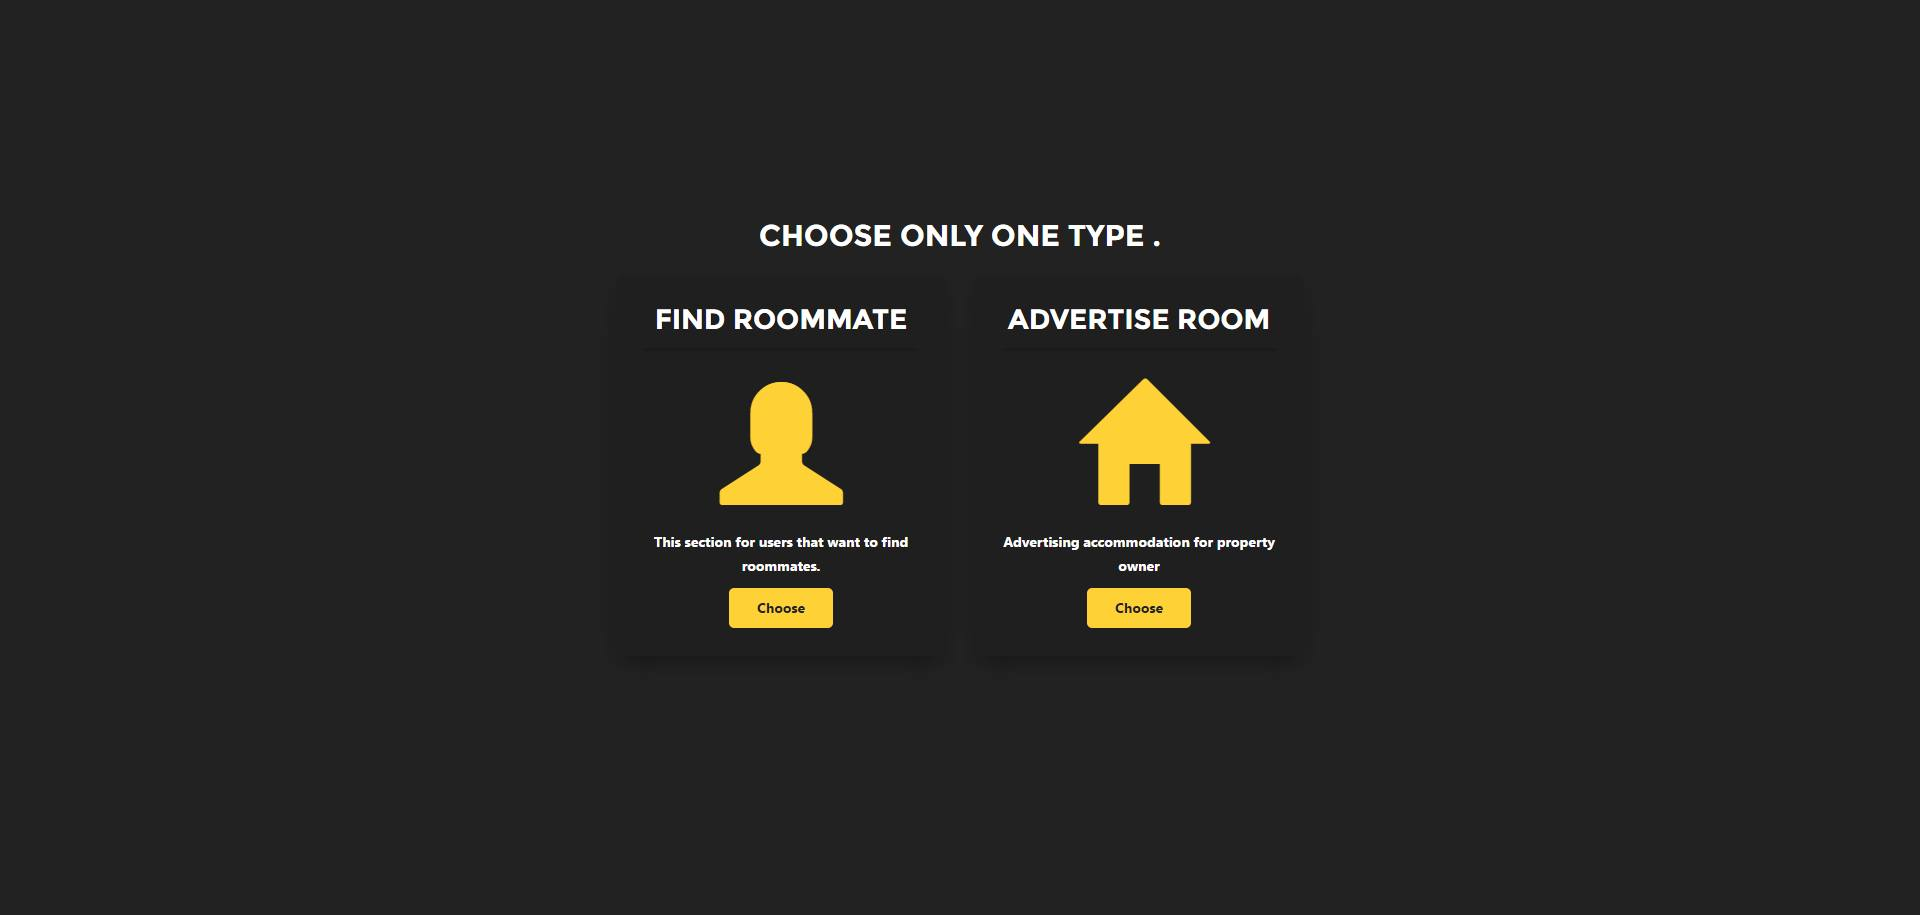 CHOOSE ONLY ONE TYPE .
FIND ROOMMATE
This section for users that want to find
roommates.
Choose
ADVERTISE ROOM
Advertising accommodation for property
owner
Choose